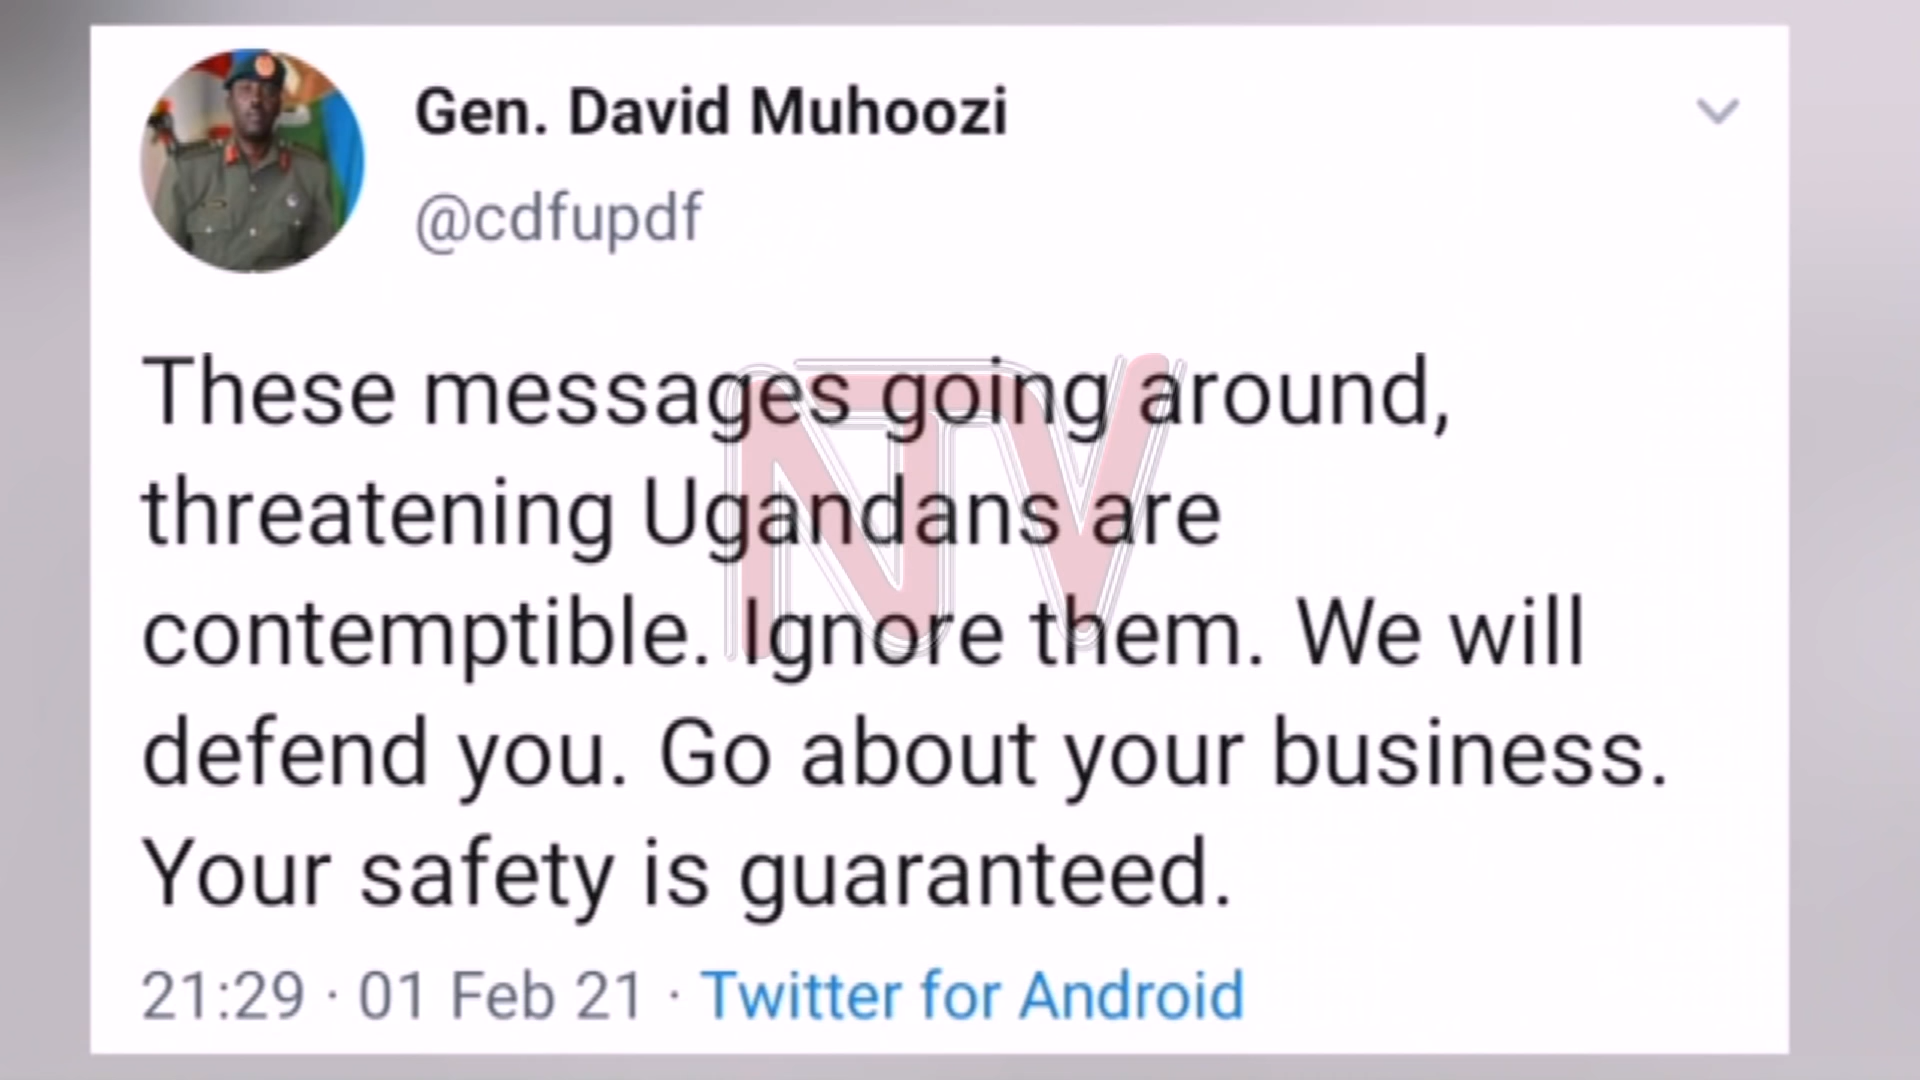 Gen. David Muhoozi
@cdfupdf
These messages going around,
threatening Ugandans are
contemptible. Ignore them. We will
defend you. Go about your business.
Your safety is guaranteed.
21:29 · 01 Feb 21 · Twitter for Android
NTV